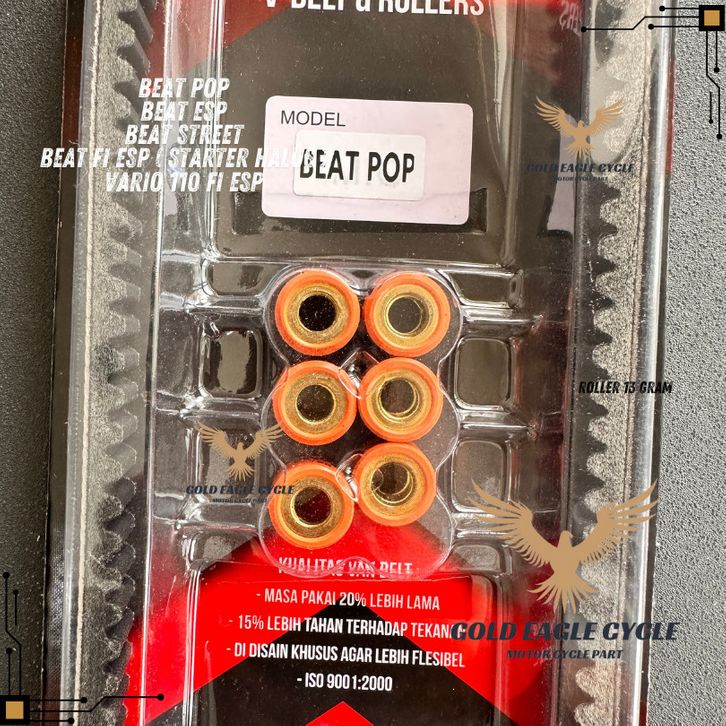 V-BELT & ROLLERS
BEAT POP
BEAT ESP
BEAT STREET
BEAT FI ESP ( STARTER HALUS )
VARIO 110 FI ESP
MODEL
BEAT POP
GOLD EAGLE CYCLE
MOTOR CYCLE PART
ROLLER 13 GRAM
GOLD EAGLE CYCLE
MOTOR CYCLE PART
KUALITAS VAN BELT
- MASA PAKAI 20% LEBIH LAMA
- 15% LEBIH TAHAN TERHADAP TEKANAN
- DI DISAIN KHUSUS AGAR LEBIH FLESIBEL
- ISO 9001:2000
GOLD EAGLE CYCLE
MOTOR CYCLE PART